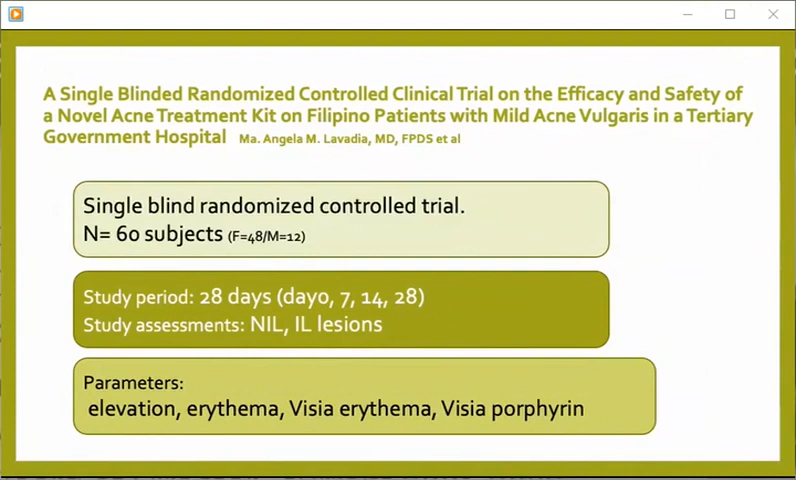 A Single Blinded Randomized Controlled Clinical Trial on the Efficacy and Safety of
a Novel Acne Treatment Kit on Filipino Patients with Mild Acne Vulgaris in a Tertiary
Government Hospital Ma. Angela M. Lavadia, MD, FPDS et al
Single blind randomized controlled trial.
N= 60 subjects (F=48/M=12)
Study period: 28 days (day0, 7, 14, 28)
Study assessments: NIL, IL lesions
Parameters:
elevation, erythema, Visia erythema, Visia porphyrin